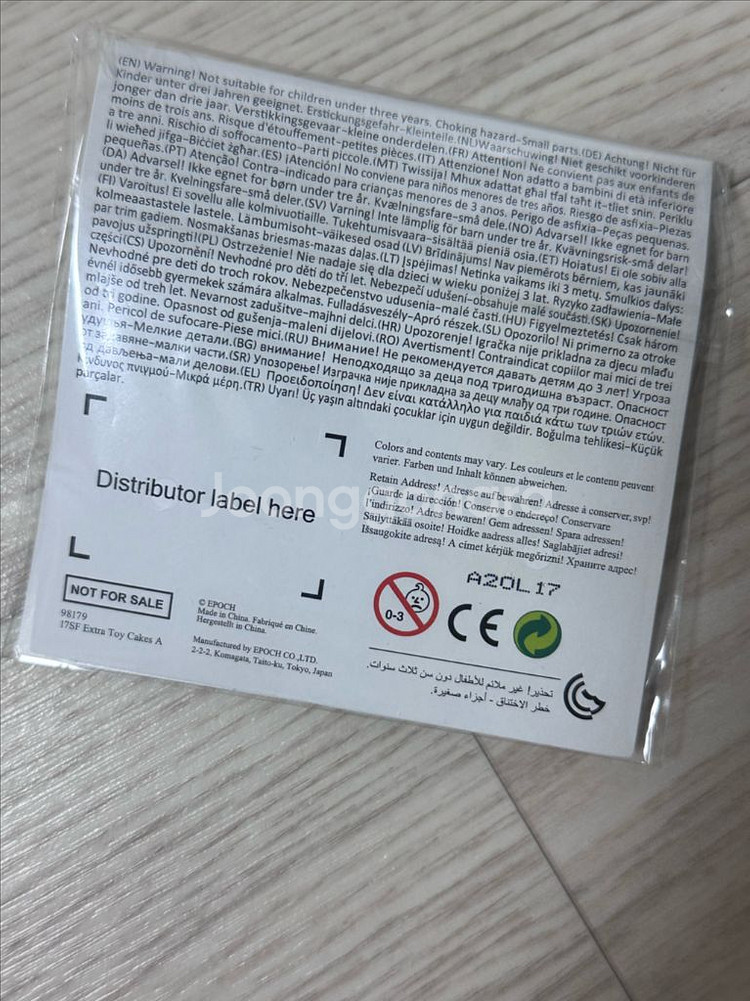 (EN) Warning! Not suitable for children under three years. Choking hazard–Small parts.(DE) Achtung! Nicht für
Kinder unter drei Jahren geeignet. Erstickungsgefahr–Kleinteile.(NL)Waarschuwing! Niet geschikt voorkinderen
jonger dan drie jaar. Verstikkingsgevaar–kleine onderdelen.(FR) Attention! Ne convient pas aux enfants de
moins de trois ans. Risque d'étouffement–petites pièces.(IT) Attenzione! Non adatto a bambini di età inferiore
a tre anni. Rischio di soffocamento–Parti piccole.(MT) Twissija! Mhux adattat għal tfal taħt it–tliet snin. Periklu
li wieħed jifga–Biċċiet żgħar.(ES) ¡Atención! No conviene para niños menores de tres años. Riesgo de asfixia–Piezas
pequeñas.(PT) Atenção! Contra–indicado para crianças menores de 3 anos. Perigo de asfixia–Peças pequenas.
(DA) Advarsel! Ikke egnet for børn under tre år. Kvælningsfare–små dele.(NO) Advarsel! Ikke egnet for barn
under tre år. Kvelningsfare–små deler.(SV) Varning! Inte lämplig för barn under tre år. Kvävningsrisk–små delar!
(FI) Varoitus! Ei sovellu alle kolmivuotiaille. Tukehtumisvaara–sisältää pieniä osia.(ET) Hoiatus! Ei ole sobiv alla
kolmeaastastele lastele. Lämbumisoht–väikesed osad (LV) Brīdinājums! Nav piemērots bērniem, kas jaunāki
par trim gadiem. Nosmakšanas briesmas–mazas daļas.(LT) Įspėjimas! Netinka vaikams iki 3 metų. Smulkios dalys:
pavojus užspringti!(PL) Ostrzeżenie! Nie nadaje się dla dzieci w wieku poniżej 3 lat. Ryzyko zadławienia–Małe
części(CS) Upozornění! Nevhodné pro děti do tří let. Nebezpečí udušení–obsahuje malé součásti.(SK) Upozornenie!
Nevhodné pre deti do troch rokov. Nebezpečenstvo udusenia–malé časti.(HU) Figyelmeztetés! Csak három
évnél idősebb gyermekek számára alkalmas. Fulladásveszély–Apró részek.(SL) Opozorilo! Ni primerno za otroke
mlajše od treh let. Nevarnost zadušitve–majhni delci.(HR) Upozorenje! Igračka nije prikladna za djecu mlađu
od tri godine. Opasnost od gušenja–maleni dijelovi.(RO) Avertisment! Contraindicat copiilor mai mici de trei
ani. Pericol de sufocare–Piese mici.(RU) Внимание! Не рекомендуется давать детям до 3 лет! Угроза
удушья–Мелкие детали.(BG) внимание! Неподходящо за деца под тригодишна възраст. Опасност
от задавяне–малки части.(SR) Упозорење! Играчка није прикладна за децу млађу од три године. Опасност
од дављења–мали делови.(EL) Προειδοποίηση! Δεν είναι κατάλληλο για παιδιά κάτω των τριών ετών.
Κίνδυνος πνιγμού–Μικρά μέρη.(TR) Uyarı! Üç yaşın altındaki çocuklar için uygun değildir. Boğulma tehlikesi–Küçük
parçalar.
Distributor label here
NOT FOR SALE
98179
17SF Extra Toy Cakes A
© EPOCH
Made in China. Fabriqué en Chine.
Hergestellt in China.
Manufactured by EPOCH CO.,LTD.
2-2-2, Komagata, Taito-ku, Tokyo, Japan
Colors and contents may vary. Les couleurs et le contenu peuvent
varier. Farben und Inhalt können abweichen.
Retain Address! Adresse auf bewahren! Adresse à conserver, svp!
¡Guarde la dirección! Conserve o endereço! Conservare
l'indirizzo! Adres bewaren! Gem adressen! Spara adressen!
Säilytäkää osoite! Hoidke aadress alles! Saglabājiet adresi!
Išsaugokite adresą! A címet kérjük megőrizni! Храните адрес!
A20L17
0-3
CE
تحذير! غير ملائم للأطفال دون سن ثلاث سنوات.
خطر الاختناق - أجزاء صغيرة.